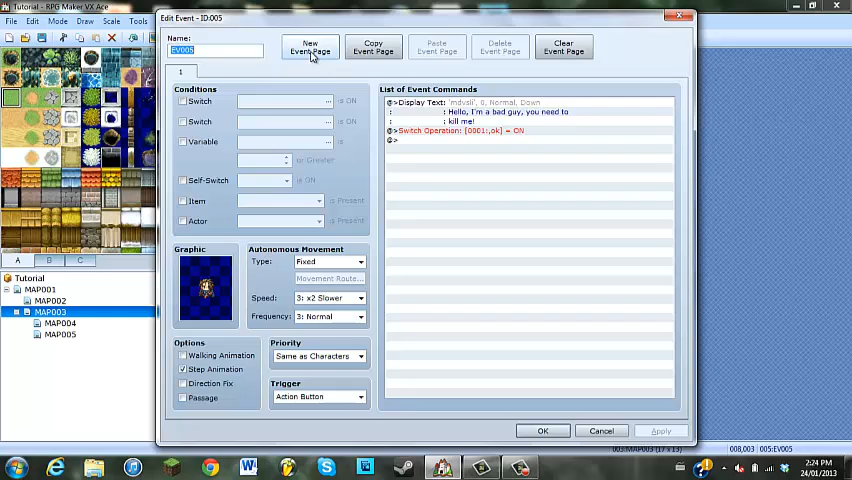 Tutorial - RPG Maker VX Ace
File Edit Mode Draw Scale Tools
A B C
Tutorial
MAP001
MAP002
MAP003
MAP004
MAP005
Edit Event - ID:005
Name:
EV005
New
Event Page
Copy
Event Page
Paste
Event Page
Delete
Event Page
Clear
Event Page
1
Conditions
Switch ... is ON
Switch ... is ON
Variable ... is
or Greater
Self-Switch is ON
Item is Present
Actor is Present
Graphic
Autonomous Movement
Type: Fixed
Movement Route...
Speed: 3: x2 Slower
Frequency: 3: Normal
Options
Walking Animation
Step Animation
Direction Fix
Passage
Priority
Same as Characters
Trigger
Action Button
List of Event Commands
@>Display Text: 'mdvsli', 0, Normal, Down
: : Hello, I'm a bad guy, you need to
: : kill me!
@>Switch Operation: [0001:,ok] = ON
@>
OK Cancel Apply
003:MAP003 (17 x 13) 008,003 005:EV005
2:24 PM
24/01/2013